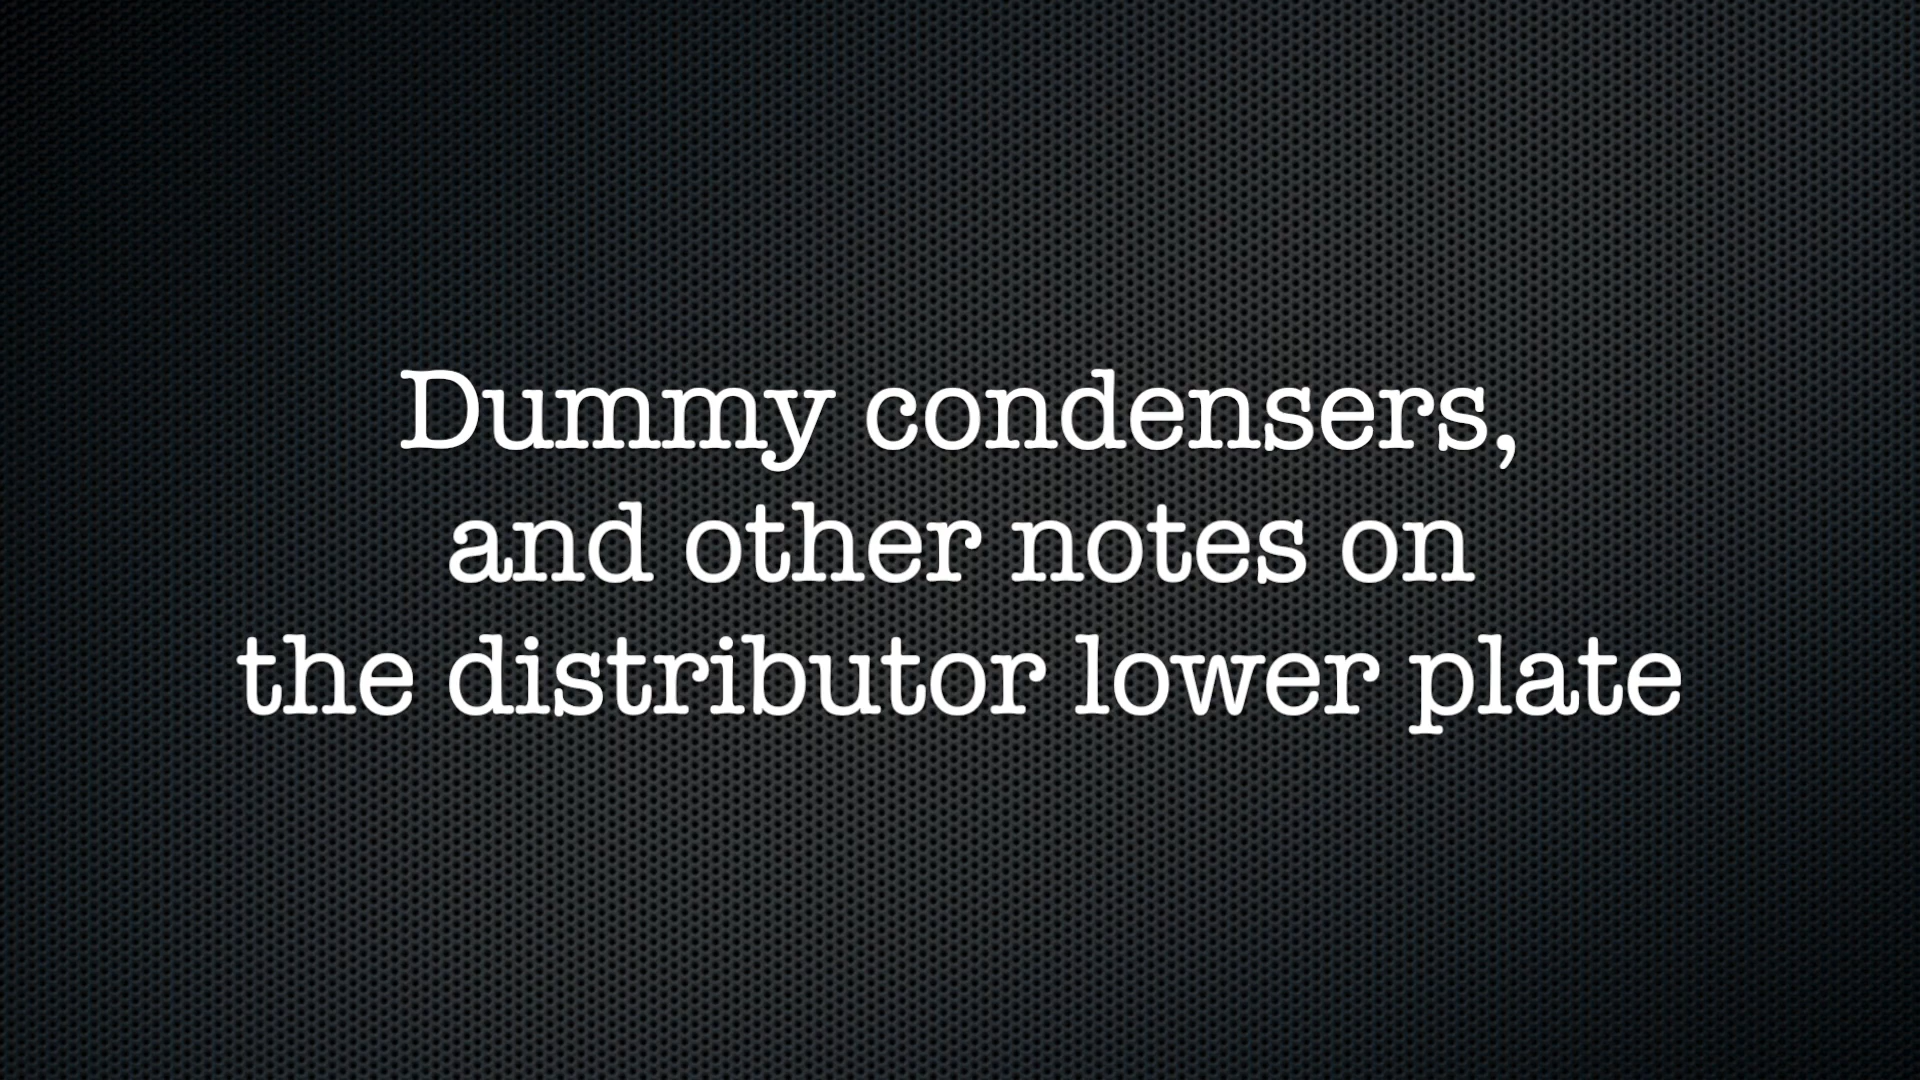 Dummy condensers,
and other notes on
the distributor lower plate